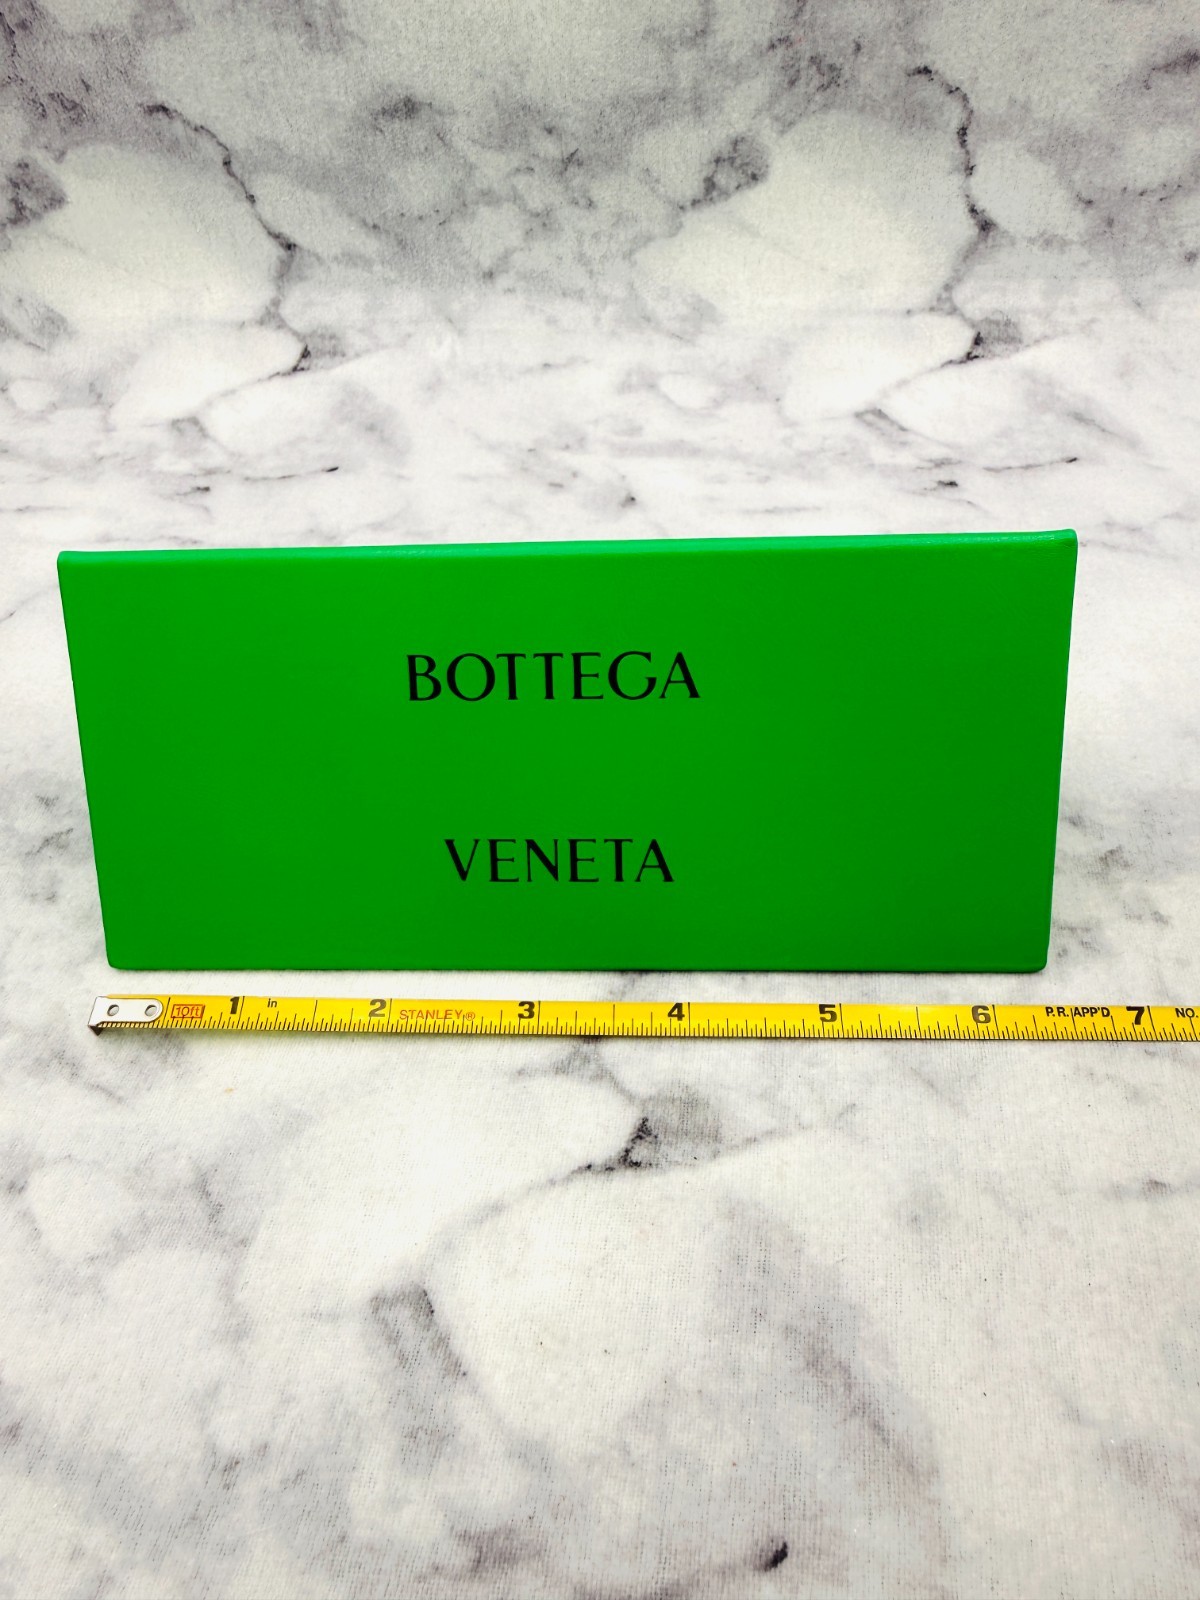 BOTTEGA
VENETA
10ft 1 in 2 STANLEY® 3 4 5 6 P.R. APP'D 7 NO.